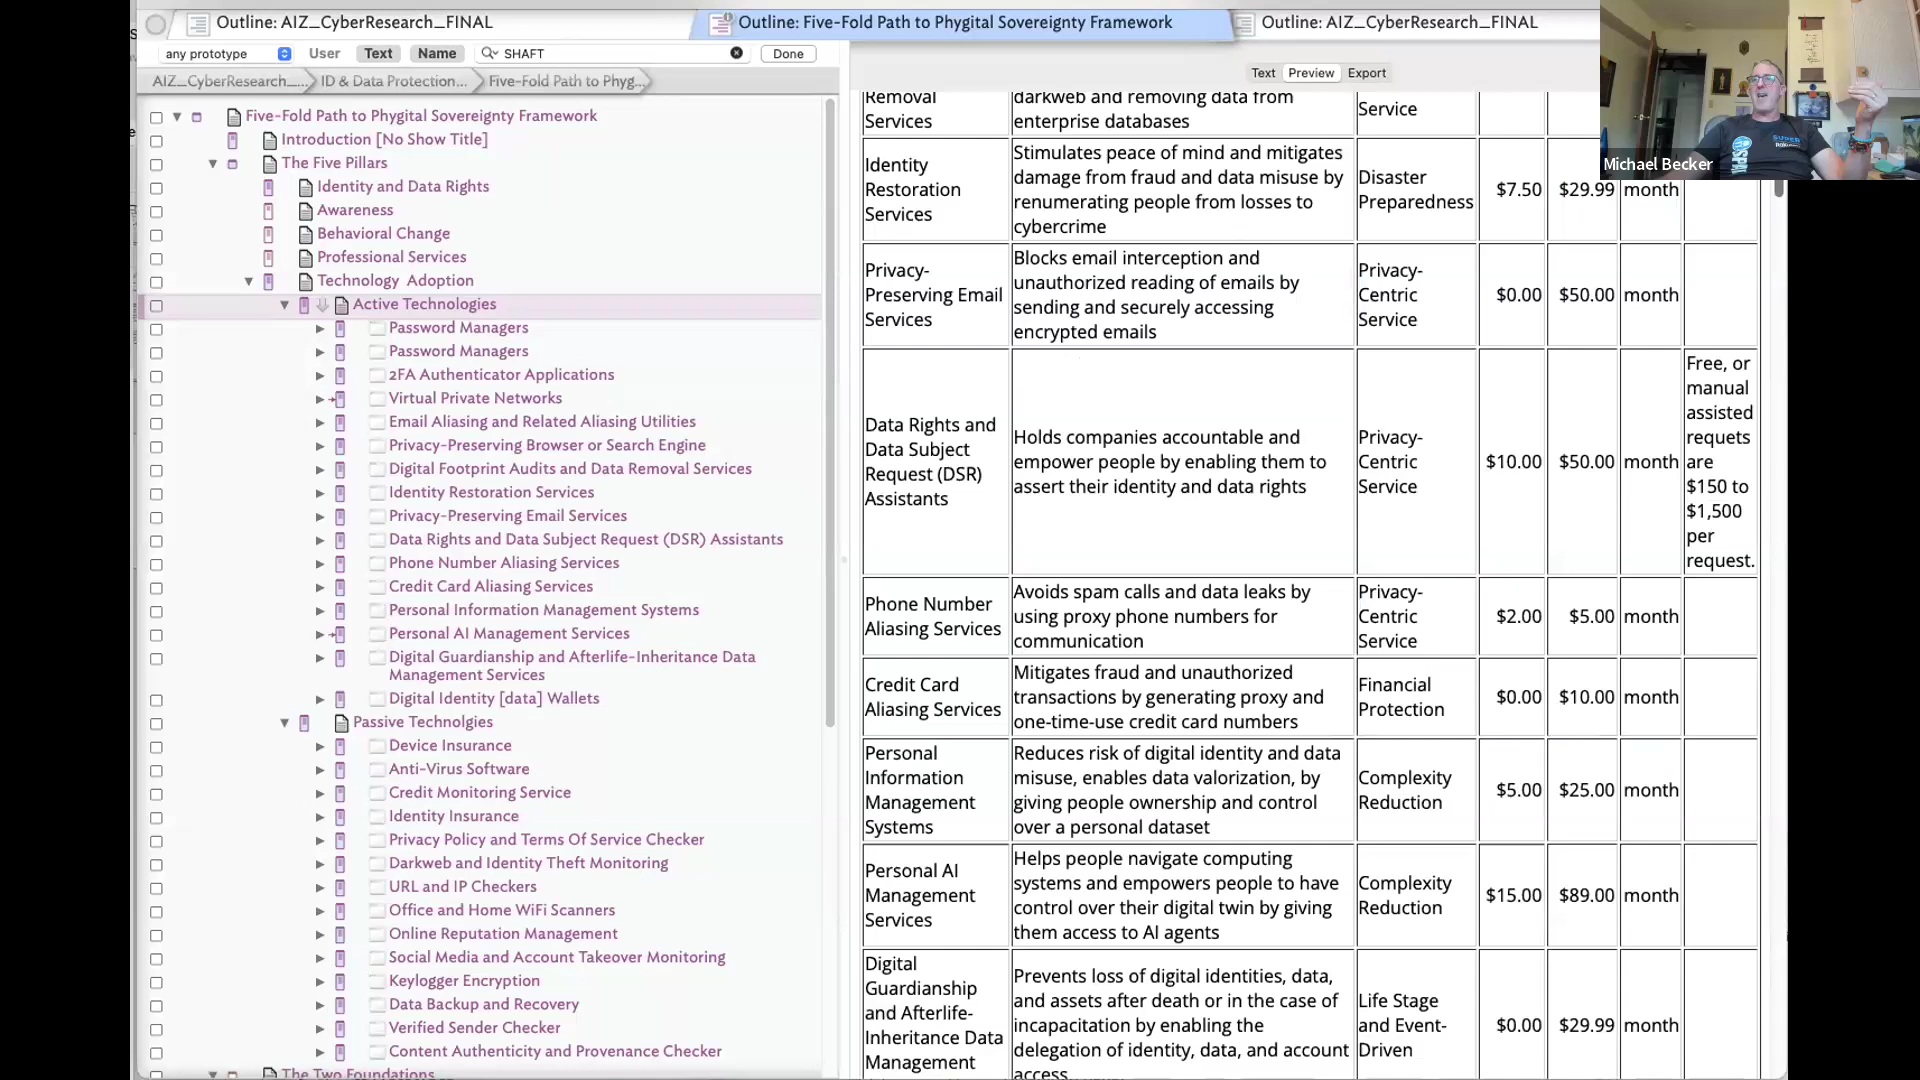 Outline: AIZ_CyberResearch_FINAL
Outline: Five-Fold Path to Phygital Sovereignty Framework
Outline: AIZ_CyberResearch_FINAL
any prototype
User
Text
Name
SHAFT
Done
AIZ_CyberResearch_...
ID & Data Protection...
Five-Fold Path to Phyg...
Five-Fold Path to Phygital Sovereignty Framework
Introduction [No Show Title]
The Five Pillars
Identity and Data Rights
Awareness
Behavioral Change
Professional Services
Technology Adoption
Active Technologies
Password Managers
Password Managers
2FA Authenticator Applications
Virtual Private Networks
Email Aliasing and Related Aliasing Utilities
Privacy-Preserving Browser or Search Engine
Digital Footprint Audits and Data Removal Services
Identity Restoration Services
Privacy-Preserving Email Services
Data Rights and Data Subject Request (DSR) Assistants
Phone Number Aliasing Services
Credit Card Aliasing Services
Personal Information Management Systems
Personal AI Management Services
Digital Guardianship and Afterlife-Inheritance Data
Management Services
Digital Identity [data] Wallets
Passive Technolgies
Device Insurance
Anti-Virus Software
Credit Monitoring Service
Identity Insurance
Privacy Policy and Terms Of Service Checker
Darkweb and Identity Theft Monitoring
URL and IP Checkers
Office and Home WiFi Scanners
Online Reputation Management
Social Media and Account Takeover Monitoring
Keylogger Encryption
Data Backup and Recovery
Verified Sender Checker
Content Authenticity and Provenance Checker
The Two Foundations
Text
Preview
Export
Removal
Services
darkweb and removing data from
enterprise databases
Service
Identity
Restoration
Services
Stimulates peace of mind and mitigates
damage from fraud and data misuse by
renumerating people from losses to
cybercrime
Disaster
Preparedness
$7.50
$29.99
month
Privacy-
Preserving Email
Services
Blocks email interception and
unauthorized reading of emails by
sending and securely accessing
encrypted emails
Privacy-
Centric
Service
$0.00
$50.00
month
Data Rights and
Data Subject
Request (DSR)
Assistants
Holds companies accountable and
empower people by enabling them to
assert their identity and data rights
Privacy-
Centric
Service
$10.00
$50.00
month
Free, or
manual
assisted
requets
are
$150 to
$1,500
per
request.
Phone Number
Aliasing Services
Avoids spam calls and data leaks by
using proxy phone numbers for
communication
Privacy-
Centric
Service
$2.00
$5.00
month
Credit Card
Aliasing Services
Mitigates fraud and unauthorized
transactions by generating proxy and
one-time-use credit card numbers
Financial
Protection
$0.00
$10.00
month
Personal
Information
Management
Systems
Reduces risk of digital identity and data
misuse, enables data valorization, by
giving people ownership and control
over a personal dataset
Complexity
Reduction
$5.00
$25.00
month
Personal AI
Management
Services
Helps people navigate computing
systems and empowers people to have
control over their digital twin by giving
them access to AI agents
Complexity
Reduction
$15.00
$89.00
month
Digital
Guardianship
and Afterlife-
Inheritance Data
Management
Prevents loss of digital identities, data,
and assets after death or in the case of
incapacitation by enabling the
delegation of identity, data, and account
access
Life Stage
and Event-
Driven
$0.00
$29.99
month
Michael Becker